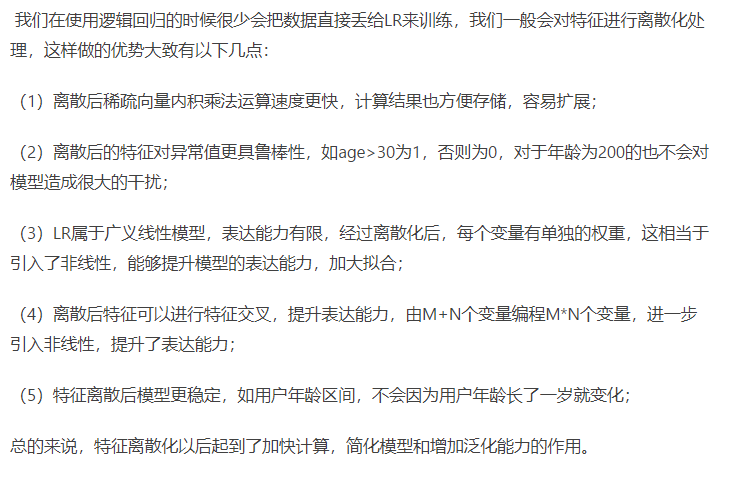 我们在使用逻辑回归的时候很少会把数据直接丢给LR来训练，我们一般会对特征进行离散化处
理，这样做的优势大致有以下几点：
（1）离散后稀疏向量内积乘法运算速度更快，计算结果也方便存储，容易扩展；
（2）离散后的特征对异常值更具鲁棒性，如age>30为1，否则为0，对于年龄为200的也不会对
模型造成很大的干扰；
（3）LR属于广义线性模型，表达能力有限，经过离散化后，每个变量有单独的权重，这相当于
引入了非线性，能够提升模型的表达能力，加大拟合；
（4）离散后特征可以进行特征交叉，提升表达能力，由M+N个变量编程M*N个变量，进一步
引入非线性，提升了表达能力；
（5）特征离散后模型更稳定，如用户年龄区间，不会因为用户年龄长了一岁就变化；
总的来说，特征离散化以后起到了加快计算，简化模型和增加泛化能力的作用。